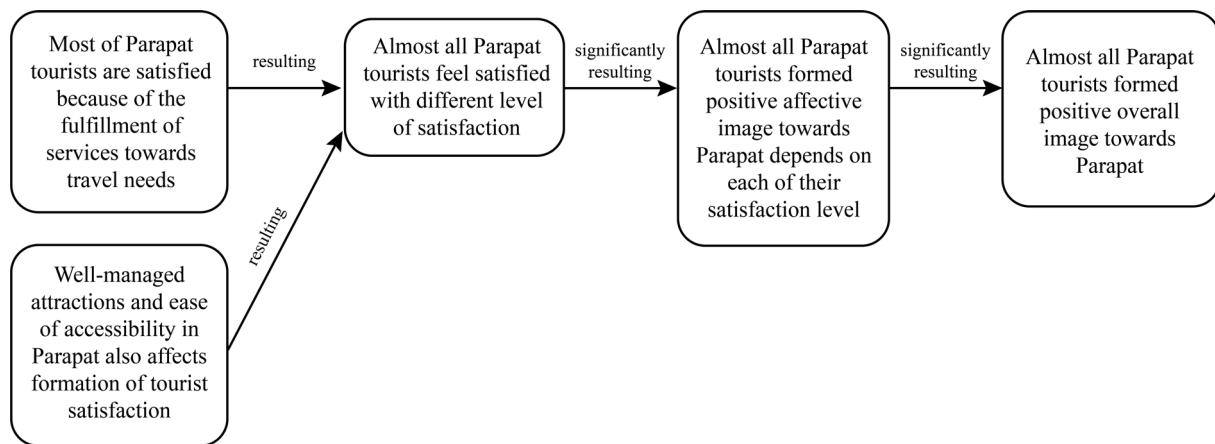 Most of Parapat
tourists are satisfied
because of the
fulfillment of
services towards
travel needs
resulting
Almost all Parapat
tourists feel satisfied
with different level
of satisfaction
significantly
resulting
Almost all Parapat
tourists formed
positive affective
image towards
Parapat depends on
each of their
satisfaction level
significantly
resulting
Almost all Parapat
tourists formed
positive overall
image towards
Parapat
Well-managed
attractions and ease
of accessibility in
Parapat also affects
formation of tourist
satisfaction
resulting